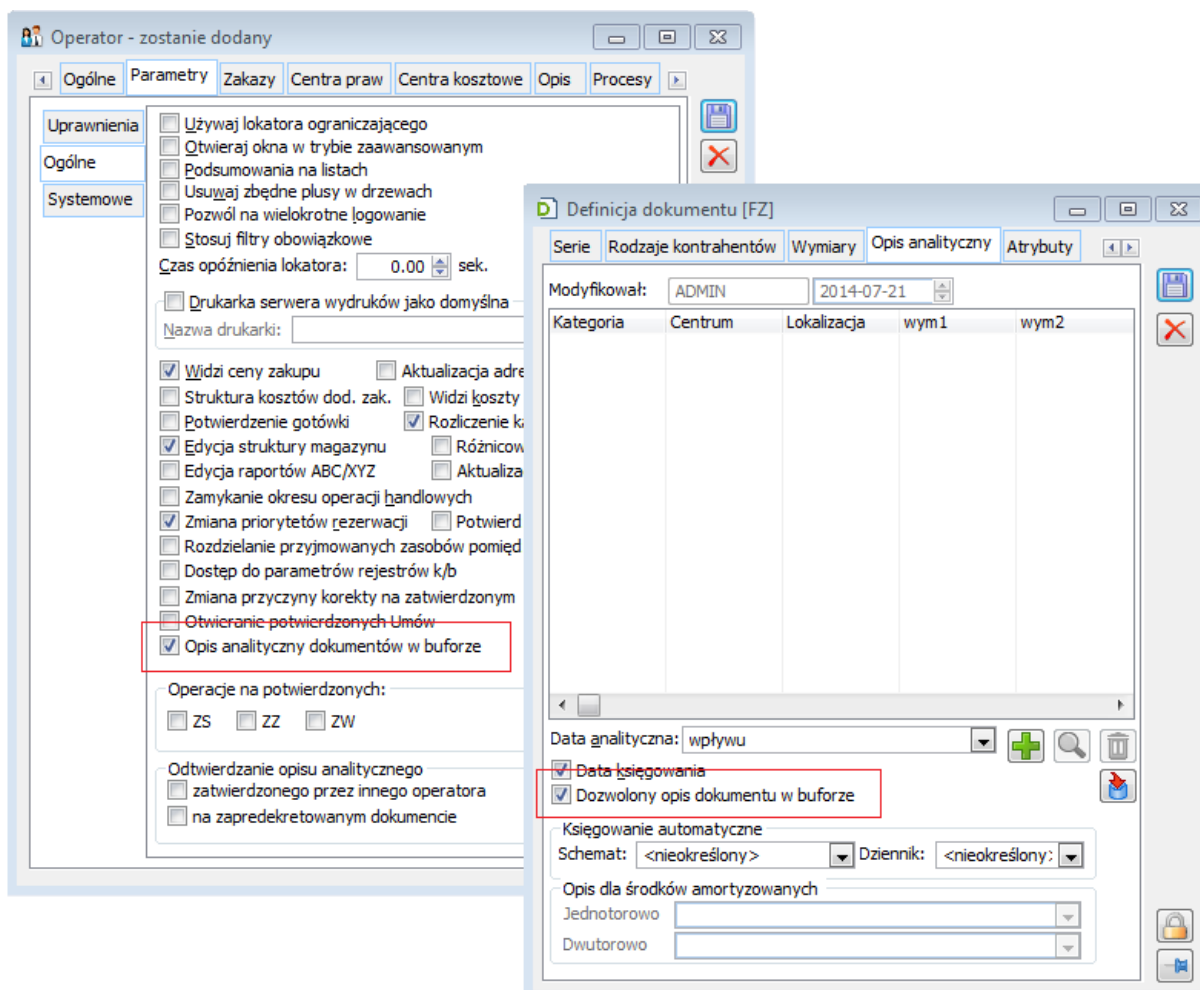 Operator - zostanie dodany
Ogólne Parametry Zakazy Centra praw Centra kosztowe Opis Procesy
Uprawnienia
Ogólne
Systemowe
Używaj lokatora ograniczającego
Otwieraj okna w trybie zaawansowanym
Podsumowania na listach
Usuwaj zbędne plusy w drzewach
Pozwól na wielokrotne logowanie
Stosuj filtry obowiązkowe
Czas opóźnienia lokatora: 0.00 sek.
Drukarka serwera wydruków jako domyślna
Nazwa drukarki:
Widzi ceny zakupu Aktualizacja adre
Struktura kosztów dod. zak. Widzi koszty
Potwierdzenie gotówki Rozliczenie ka
Edycja struktury magazynu Różnicow
Edycja raportów ABC/XYZ Aktualiza
Zamykanie okresu operacji handlowych
Zmiana priorytetów rezerwacji Potwierd
Rozdzielanie przyjmowanych zasobów pomięd
Dostęp do parametrów rejestrów k/b
Zmiana przyczyny korekty na zatwierdzonym
Otwieranie potwierdzonych Umów
Opis analityczny dokumentów w buforze
Operacje na potwierdzonych:
ZS ZZ ZW
Odtwierdzanie opisu analitycznego
zatwierdzonego przez innego operatora
na zapredekretowanym dokumencie
Definicja dokumentu [FZ]
Serie Rodzaje kontrahentów Wymiary Opis analityczny Atrybuty
Modyfikował: ADMIN 2014-07-21
Kategoria Centrum Lokalizacja wym1 wym2
Data analityczna: wpływu
Data księgowania
Dozwolony opis dokumentu w buforze
Księgowanie automatyczne
Schemat: <nieokreślony> Dziennik: <nieokreślony>
Opis dla środków amortyzowanych
Jednotorowo
Dwutorowo